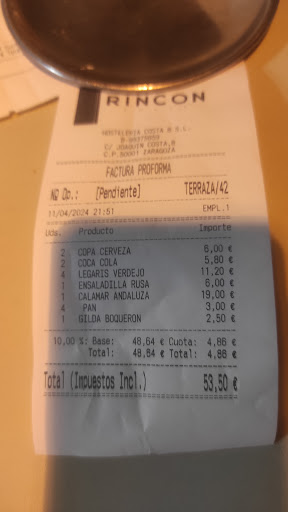 RINCON
HOSTELERIA COSTA 8 S.L.
C/ JOAQUIN COSTA,8
C.P.50001 ZARAGOZA
FACTURA PROFORMA
Nº Op.: [Pendiente] TERRAZA/42
11/04/2024 21:51 EMPL.1
Uds. Producto Importe
2 COPA CERVEZA 6,00 €
2 COCA COLA 5,80 €
4 LEGARIS VERDEJO 11,20 €
1 ENSALADILLA RUSA 6,00 €
1 CALAMAR ANDALUZA 19,00 €
4 PAN 3,00 €
1 GILDA BOQUERON 2,50 €
10,00 %: Base: 48,64 € Cuota: 4,86 €
Total: 48,64 € Total: 4,86 €
Total (Impuestos Incl.) 53,50 €